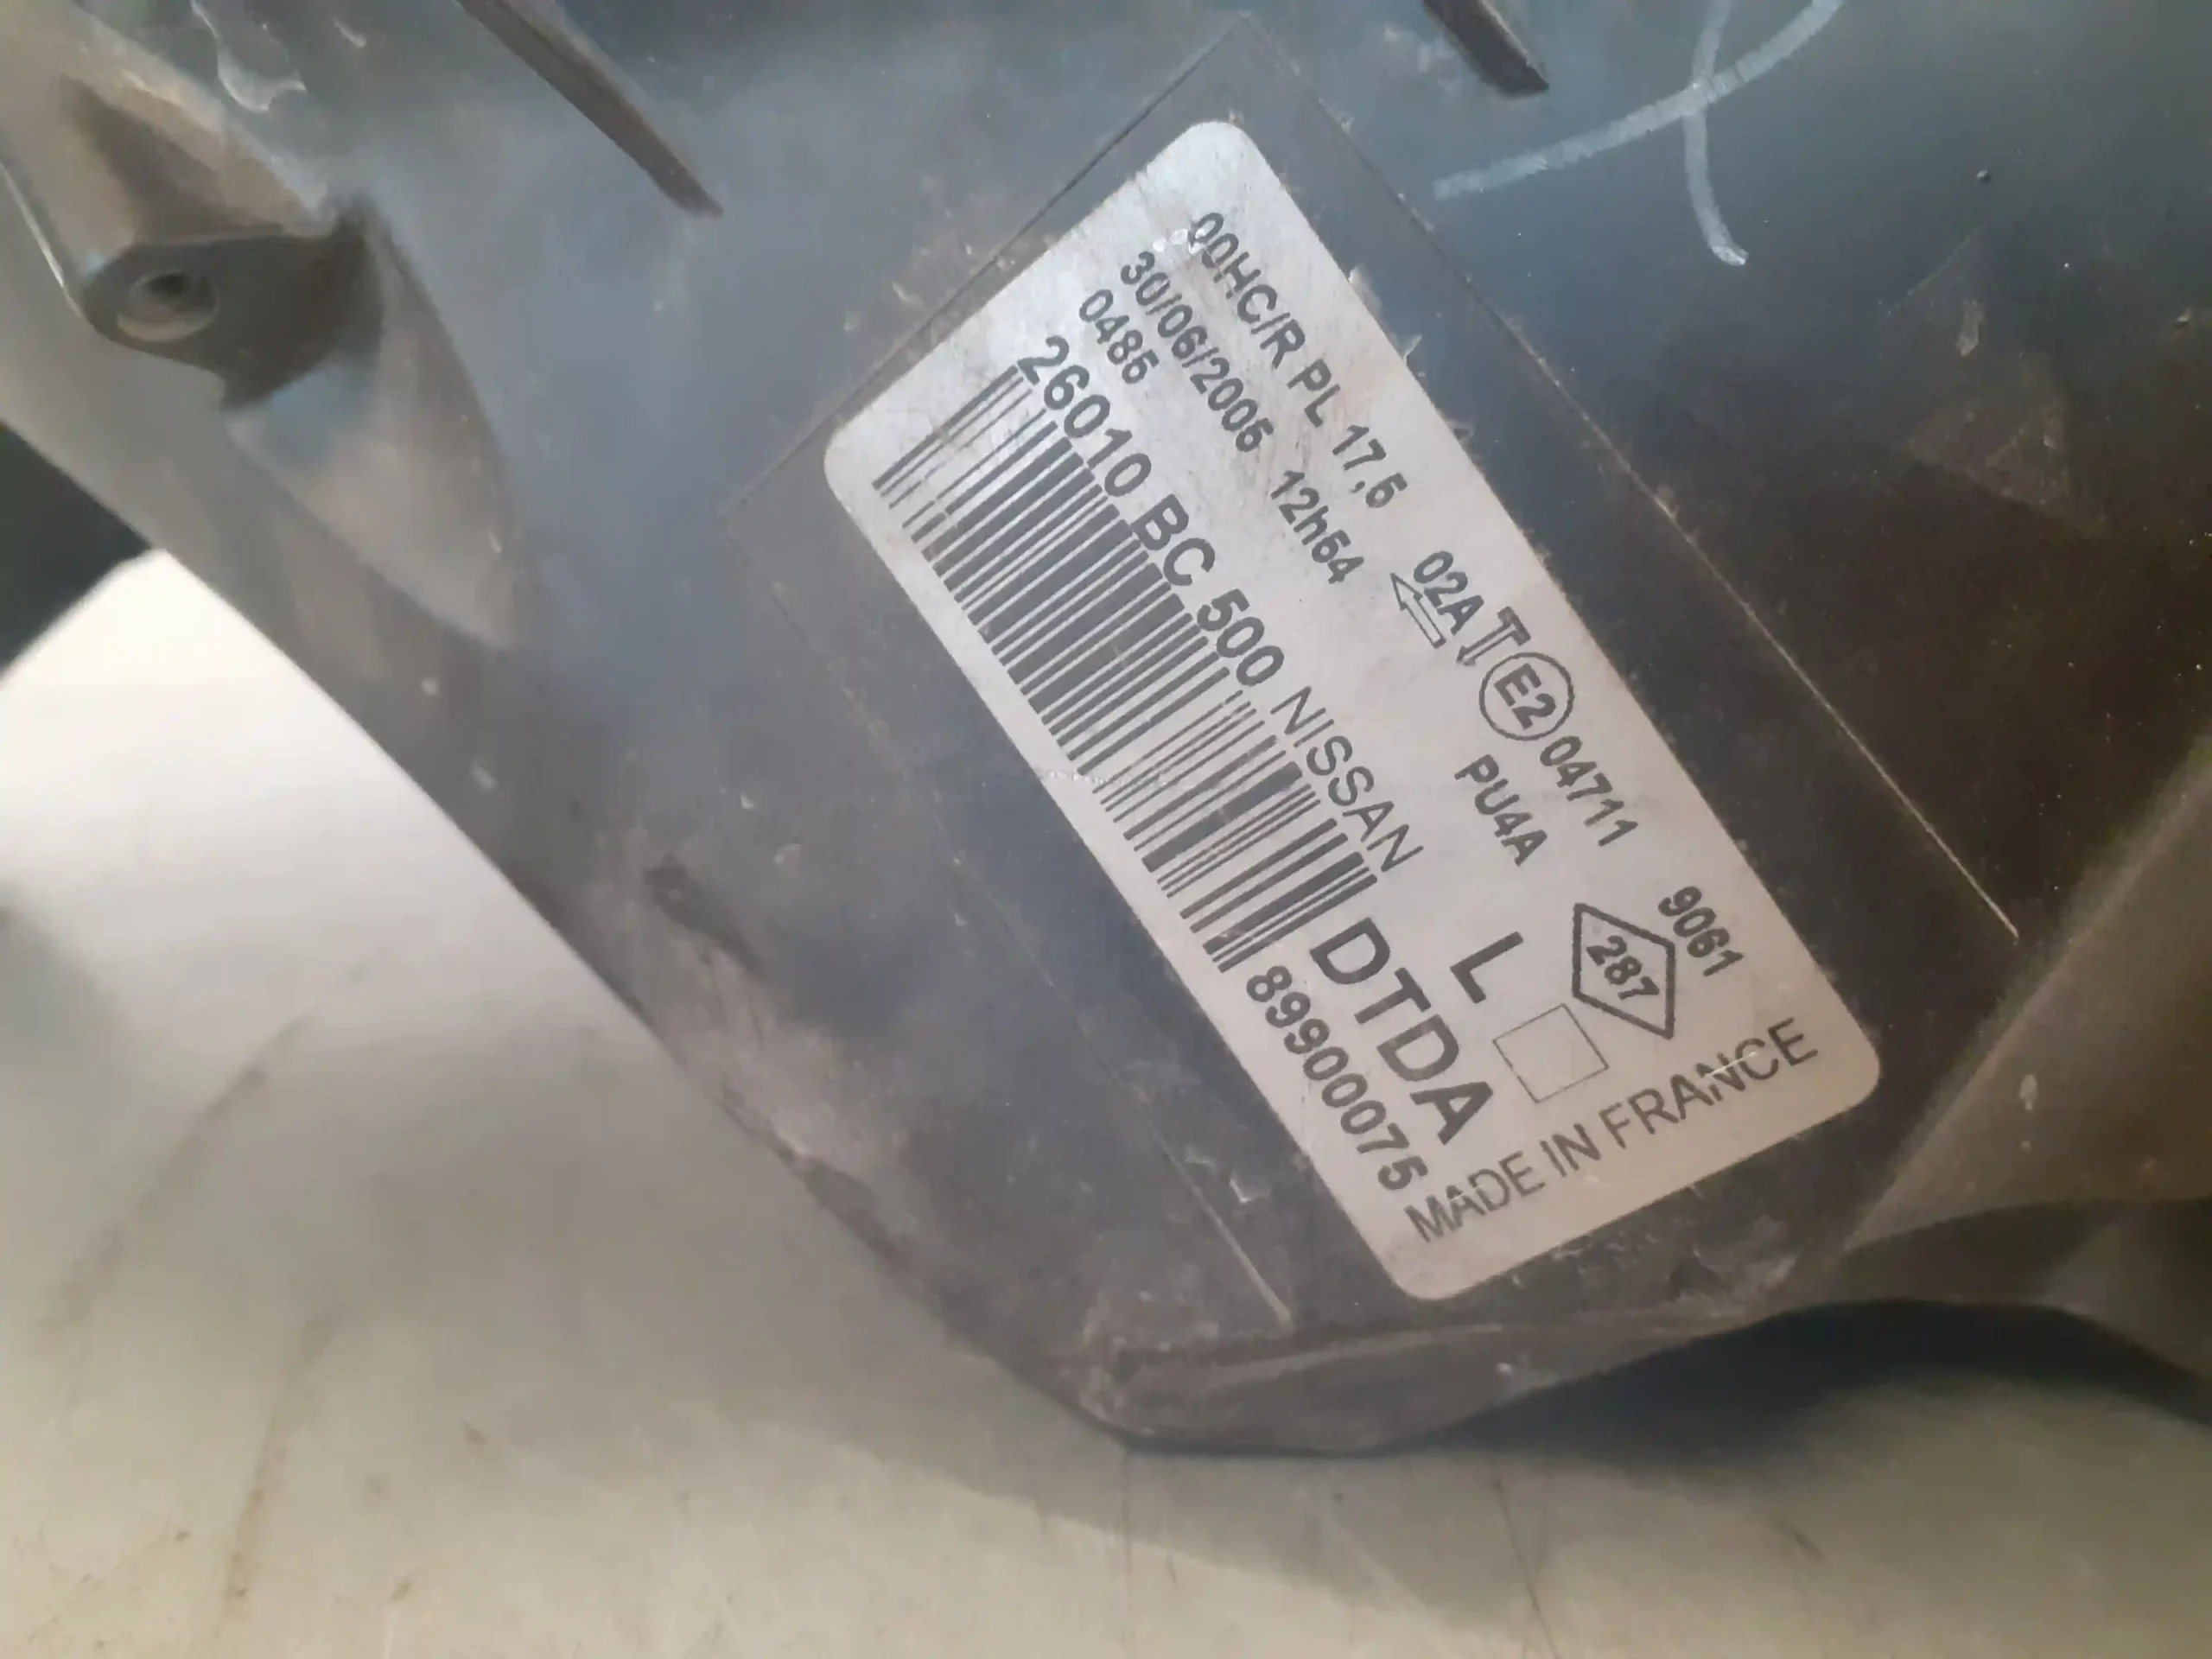 00HC/R PL 17,5 02A E2 04711 9061
30/06/2005 12h54 PU4A 287
0485
26010 BC 500 NISSAN L
DTDA
89900075
MADE IN FRANCE